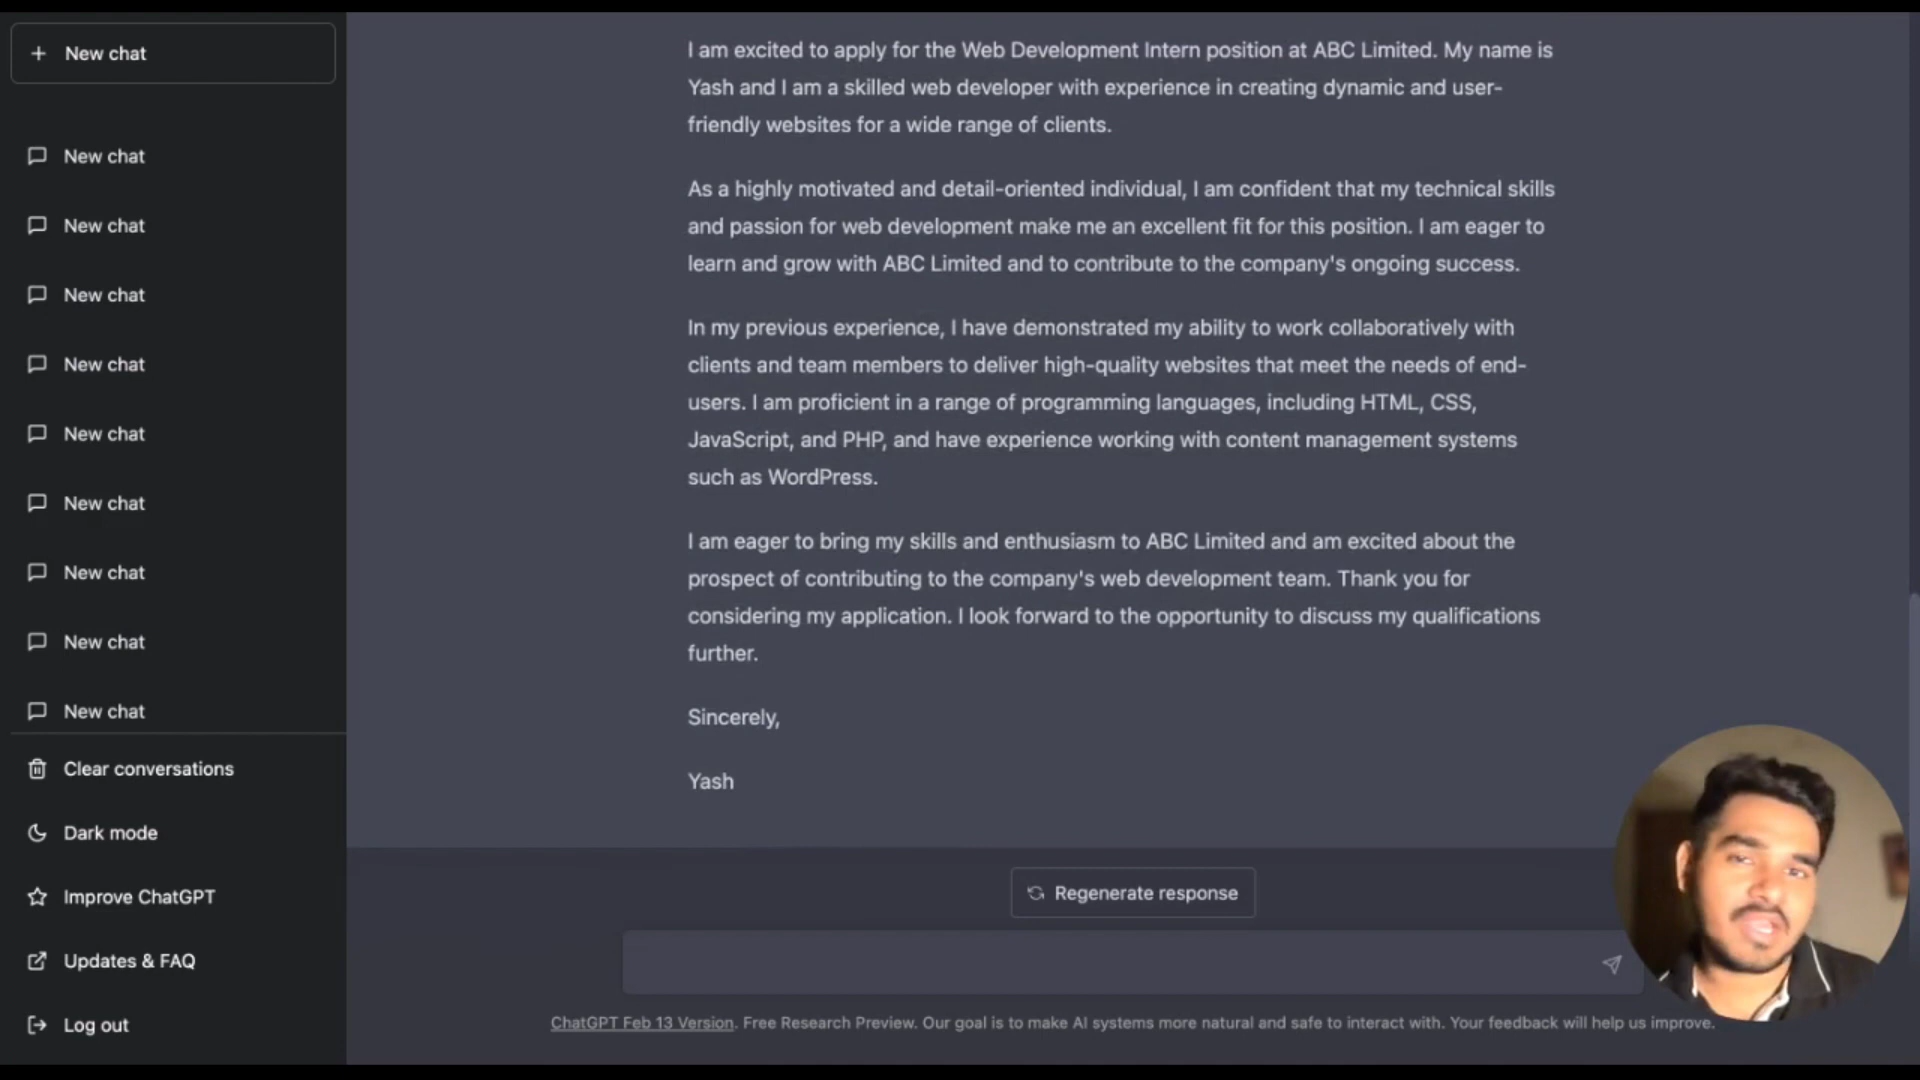 New chat
New chat
New chat
New chat
New chat
New chat
New chat
New chat
New chat
New chat
Clear conversations
Dark mode
Improve ChatGPT
Updates & FAQ
Log out
I am excited to apply for the Web Development Intern position at ABC Limited. My name is
Yash and I am a skilled web developer with experience in creating dynamic and user-
friendly websites for a wide range of clients.
As a highly motivated and detail-oriented individual, I am confident that my technical skills
and passion for web development make me an excellent fit for this position. I am eager to
learn and grow with ABC Limited and to contribute to the company's ongoing success.
In my previous experience, I have demonstrated my ability to work collaboratively with
clients and team members to deliver high-quality websites that meet the needs of end-
users. I am proficient in a range of programming languages, including HTML, CSS,
JavaScript, and PHP, and have experience working with content management systems
such as WordPress.
I am eager to bring my skills and enthusiasm to ABC Limited and am excited about the
prospect of contributing to the company's web development team. Thank you for
considering my application. I look forward to the opportunity to discuss my qualifications
further.
Sincerely,
Yash
Regenerate response
ChatGPT Feb 13 Version. Free Research Preview. Our goal is to make AI systems more natural and safe to interact with. Your feedback will help us improve.